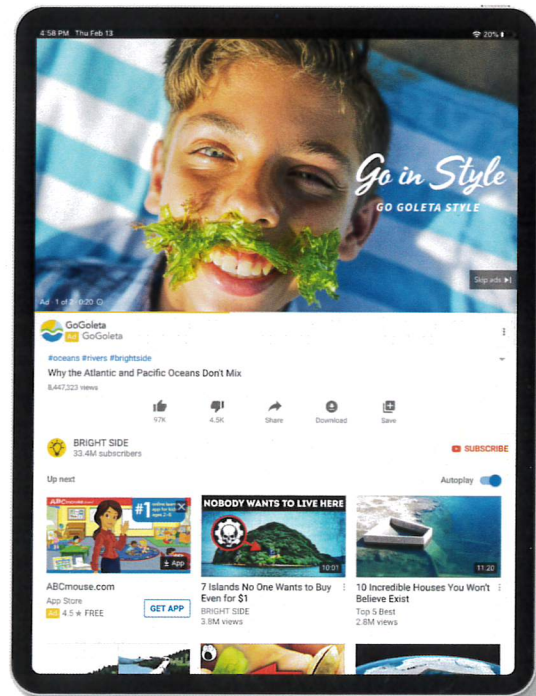 4:58 PM Thu Feb 13
20%
Go in Style
GO GOLETA STYLE
Skip ads
Ad · 1 of 2 · 0:20
GoGoleta
Ad GoGoleta
#oceans #rivers #brightside
Why the Atlantic and Pacific Oceans Don't Mix
8,447,323 views
97K
4.5K
Share
Download
Save
BRIGHT SIDE
33.4M subscribers
SUBSCRIBE
Up next
Autoplay
ABCmouse.com
#1
App
NOBODY WANTS TO LIVE HERE
10:01
11:20
ABCmouse.com
App Store
Ad 4.5 ★ FREE
GET APP
7 Islands No One Wants to Buy
Even for $1
BRIGHT SIDE
3.8M views
10 Incredible Houses You Won't
Believe Exist
Top 5 Best
2.8M views